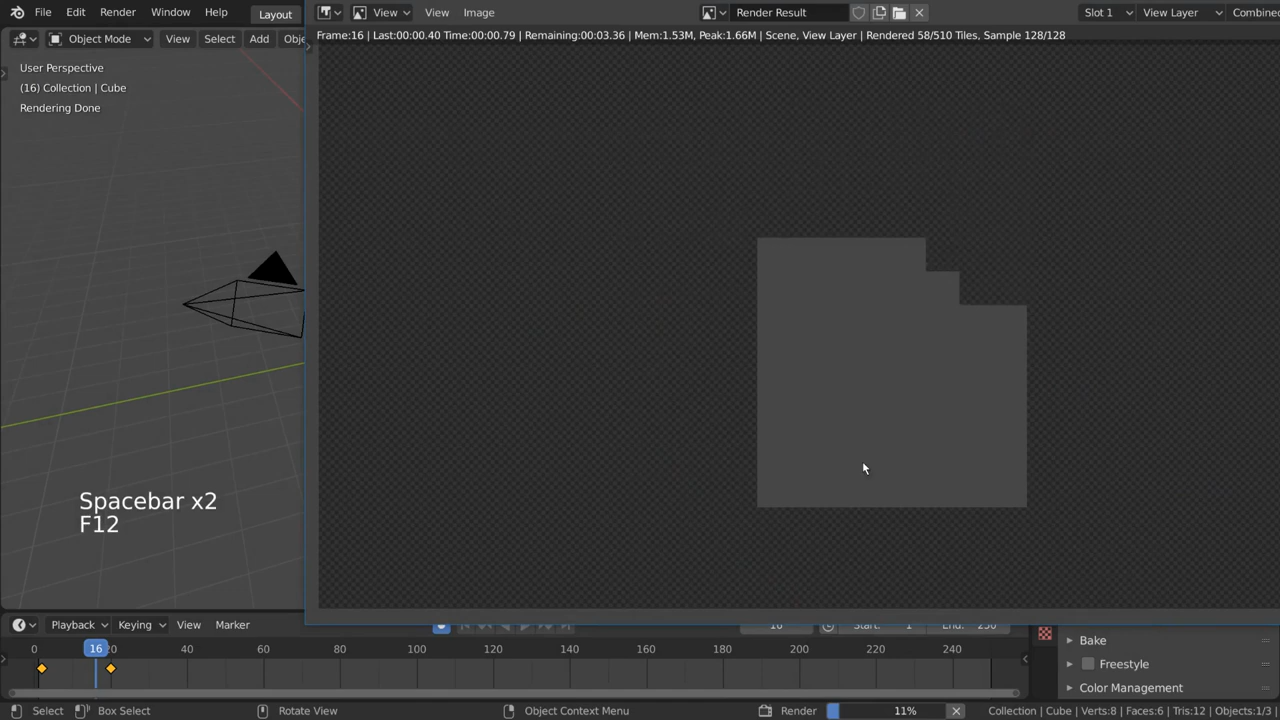 File Edit Render Window Help Layout
View View Image Render Result Slot 1 View Layer Combine
Object Mode View Select Add Obje
Frame:16 | Last:00:00.40 Time:00:00.79 | Remaining:00:03.36 | Mem:1.53M, Peak:1.66M | Scene, View Layer | Rendered 58/510 Tiles, Sample 128/128
User Perspective
(16) Collection | Cube
Rendering Done
Spacebar x2
F12
Playback Keying View Marker 16 Start: 1 End: 250
0 16 20 40 60 80 100 120 140 160 180 200 220 240
Bake
Freestyle
Color Management
Select Box Select Rotate View Object Context Menu Render 11% Collection | Cube | Verts:8 | Faces:6 | Tris:12 | Objects:1/3